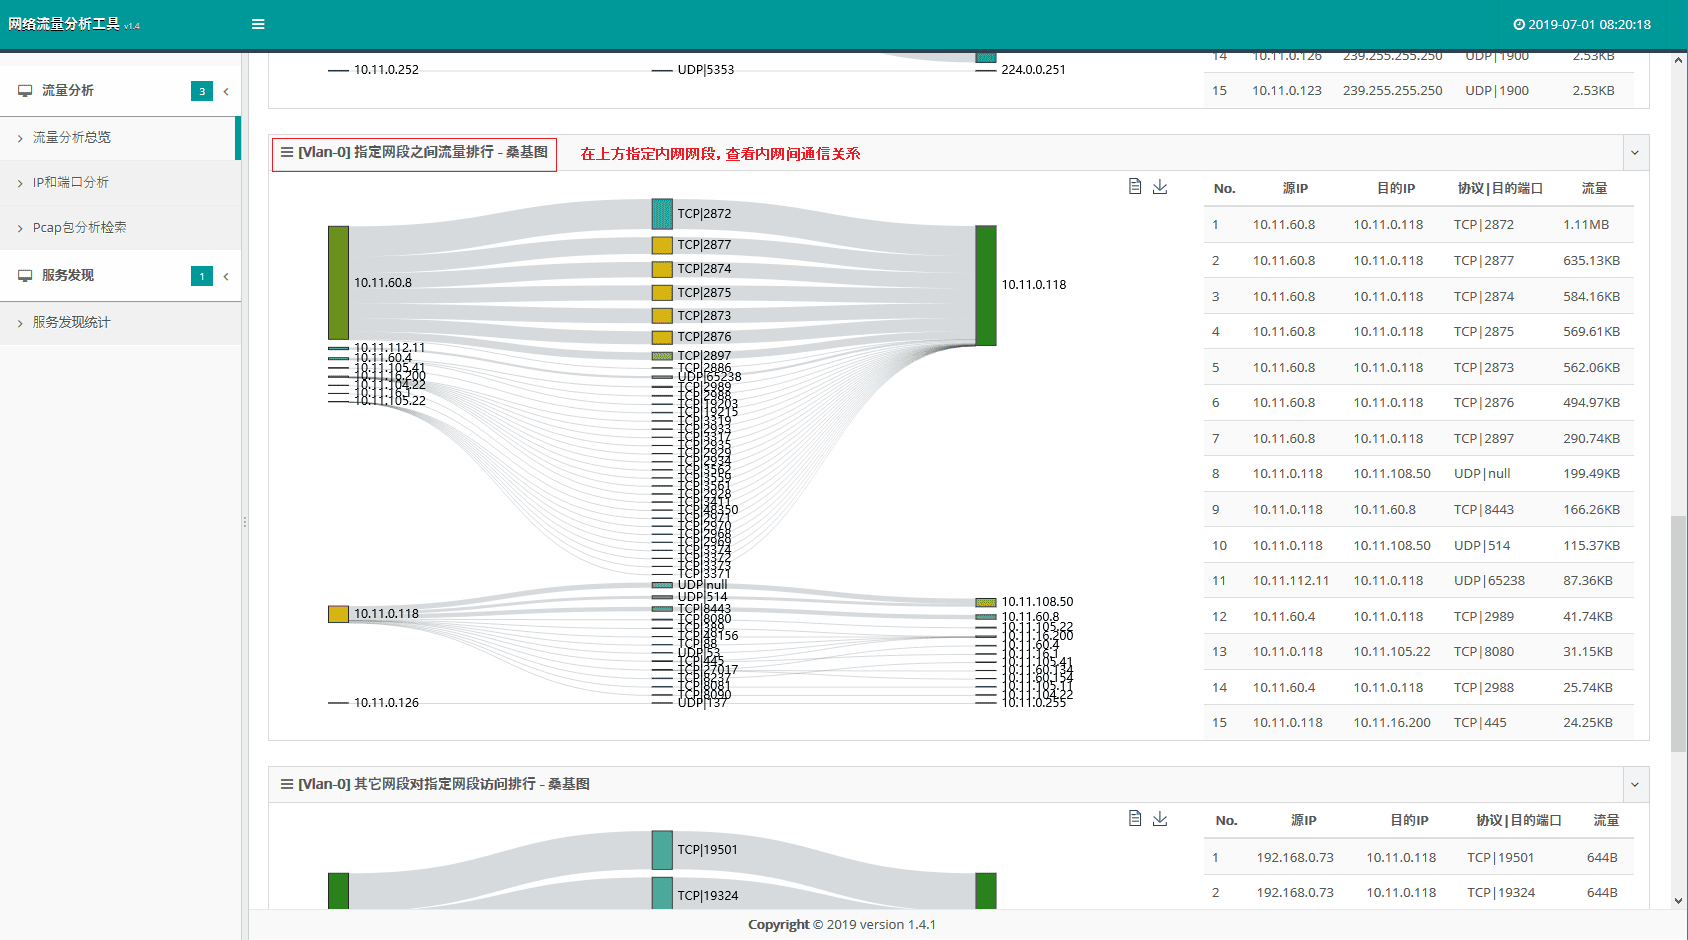 网络流量分析工具 v1.4
2019-07-01 08:20:18
流量分析
3
流量分析总览
IP和端口分析
Pcap包分析检索
服务发现
1
服务发现统计
10.11.0.252
UDP|5353
224.0.0.251
14 10.11.0.126 239.255.255.250 UDP|1900 2.53KB
15 10.11.0.123 239.255.255.250 UDP|1900 2.53KB
[Vlan-0] 指定网段之间流量排行 - 桑基图
在上方指定内网网段, 查看内网间通信关系
10.11.60.8
10.11.112.11
10.11.60.4
10.11.105.41
10.11.16.200
10.11.104.22
10.11.16.1
10.11.105.22
10.11.0.118
10.11.0.126
TCP|2872
TCP|2877
TCP|2874
TCP|2875
TCP|2873
TCP|2876
TCP|2897
TCP|2886
UDP|65238
TCP|2989
TCP|2988
TCP|19203
TCP|19215
TCP|3319
TCP|2933
TCP|3317
TCP|2935
TCP|2929
TCP|2934
TCP|3562
TCP|3559
TCP|3561
TCP|2928
TCP|3411
TCP|48350
TCP|2971
TCP|2970
TCP|2968
TCP|2969
TCP|3374
TCP|3372
TCP|3373
TCP|3371
UDP|null
UDP|514
TCP|8443
TCP|8080
TCP|389
TCP|49156
TCP|88
UDP|53
TCP|445
TCP|27017
TCP|8237
TCP|8081
TCP|8090
UDP|137
10.11.0.118
10.11.108.50
10.11.60.8
10.11.105.22
10.11.16.200
10.11.60.4
10.11.16.1
10.11.105.41
10.11.60.134
10.11.60.154
10.11.105.11
10.11.104.22
10.11.0.255
No. 源IP 目的IP 协议|目的端口 流量
1 10.11.60.8 10.11.0.118 TCP|2872 1.11MB
2 10.11.60.8 10.11.0.118 TCP|2877 635.13KB
3 10.11.60.8 10.11.0.118 TCP|2874 584.16KB
4 10.11.60.8 10.11.0.118 TCP|2875 569.61KB
5 10.11.60.8 10.11.0.118 TCP|2873 562.06KB
6 10.11.60.8 10.11.0.118 TCP|2876 494.97KB
7 10.11.60.8 10.11.0.118 TCP|2897 290.74KB
8 10.11.0.118 10.11.108.50 UDP|null 199.49KB
9 10.11.0.118 10.11.60.8 TCP|8443 166.26KB
10 10.11.0.118 10.11.108.50 UDP|514 115.37KB
11 10.11.112.11 10.11.0.118 UDP|65238 87.36KB
12 10.11.60.4 10.11.0.118 TCP|2989 41.74KB
13 10.11.0.118 10.11.105.22 TCP|8080 31.15KB
14 10.11.60.4 10.11.0.118 TCP|2988 25.74KB
15 10.11.0.118 10.11.16.200 TCP|445 24.25KB
[Vlan-0] 其它网段对指定网段访问排行 - 桑基图
TCP|19501
TCP|19324
No. 源IP 目的IP 协议|目的端口 流量
1 192.168.0.73 10.11.0.118 TCP|19501 644B
2 192.168.0.73 10.11.0.118 TCP|19324 644B
Copyright © 2019 version 1.4.1